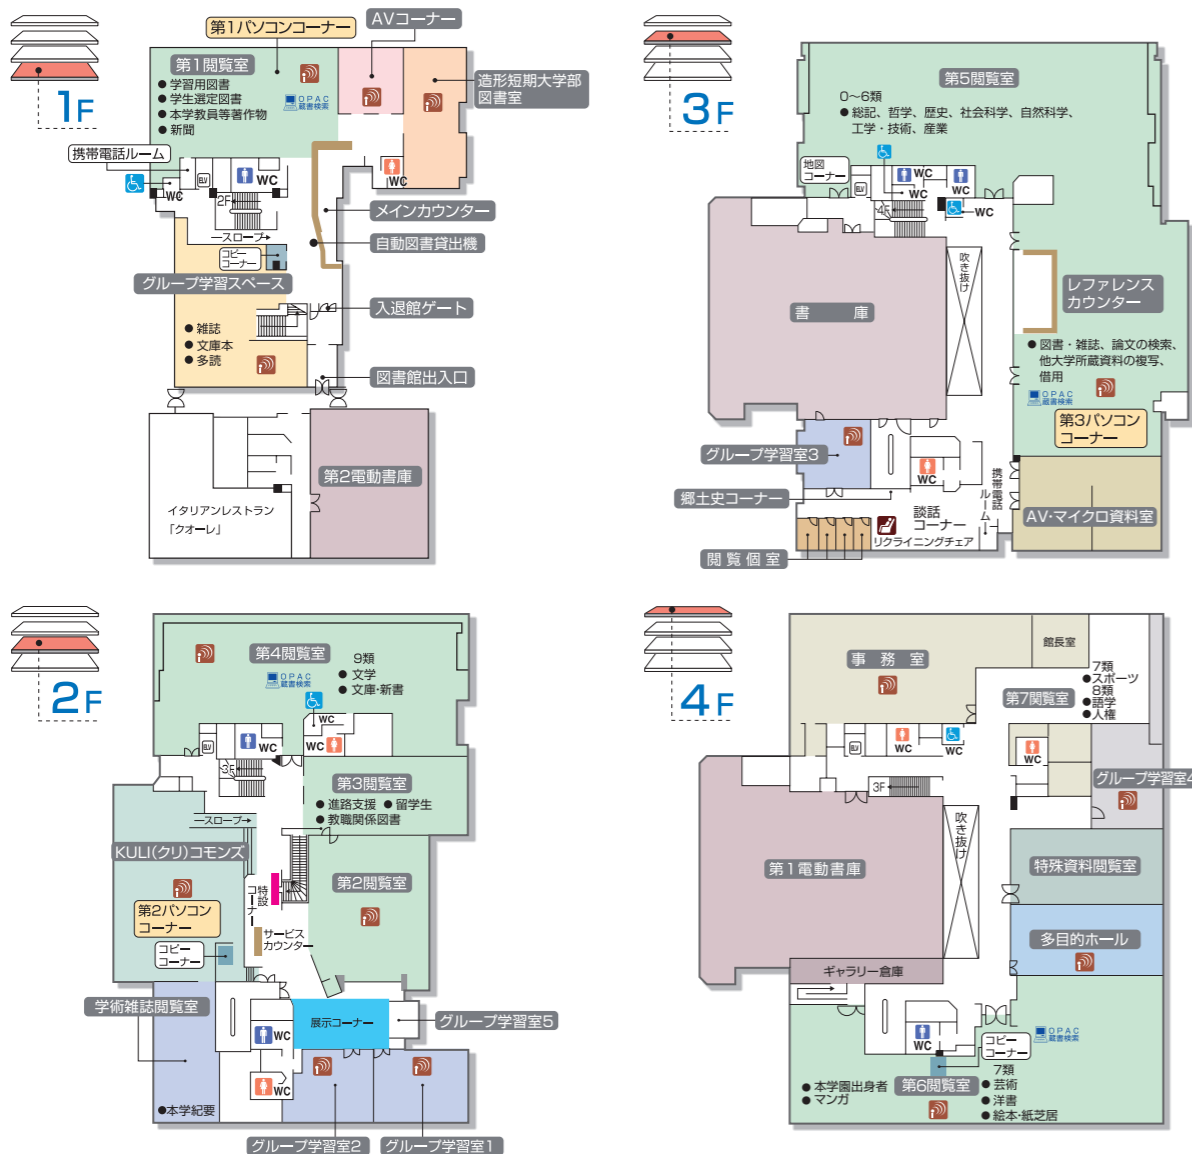 1F
第1パソコンコーナー
AVコーナー
第1閲覧室
●学習用図書
●学生選定図書
●本学教員等著作物
●新聞
OPAC
蔵書検索
造形短期大学部
図書室
携帯電話ルーム
WC
ELV
WC
WC
2F
メインカウンター
―スロープ→
自動図書貸出機
コピー
コーナー
グループ学習スペース
入退館ゲート
●雑誌
●文庫本
●多読
図書館出入口
第2電動書庫
イタリアンレストラン
「クオーレ」
3F
第5閲覧室
0〜6類
●総記、哲学、歴史、社会科学、自然科学、
工学・技術、産業
地図
コーナー
ELV
WC
WC
4F
WC
吹き抜け
レファレンス
カウンター
書庫
●図書・雑誌、論文の検索、
他大学所蔵資料の複写、
借用
OPAC
蔵書検索
第3パソコン
コーナー
グループ学習室3
WC
郷土史コーナー
携帯電話
ルーム
談話
コーナー
AV・マイクロ資料室
リクライニングチェア
閲覧個室
2F
第4閲覧室
9類
●文学
●文庫・新書
OPAC
蔵書検索
WC
ELV
WC
WC
3F
第3閲覧室
●進路支援 ●留学生
●教職関係図書
―スロープ→
KULI(クリ)コモンズ
第2閲覧室
特設
コーナー
第2パソコン
コーナー
サービス
カウンター
コピー
コーナー
学術雑誌閲覧室
展示コーナー
グループ学習室5
WC
WC
●本学紀要
グループ学習室2
グループ学習室1
4F
事務室
館長室
7類
●スポーツ
8類
●語学
●人権
第7閲覧室
ELV
WC
WC
WC
3F
グループ学習室4
吹き抜け
第1電動書庫
特殊資料閲覧室
多目的ホール
ギャラリー倉庫
WC
コピー
コーナー
OPAC
蔵書検索
第6閲覧室
7類
●芸術
●洋書
●絵本・紙芝居
●本学園出身者
●マンガ